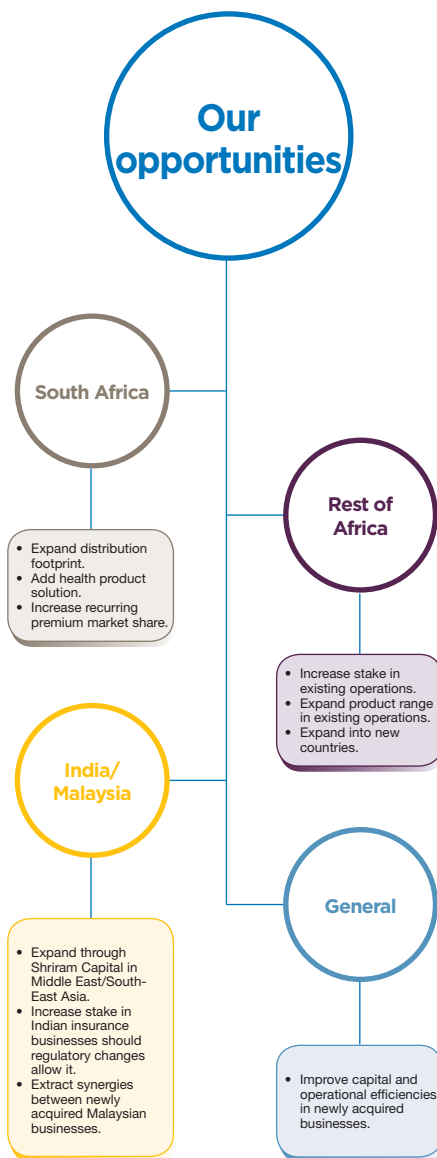 Our
opportunities
South Africa
• Expand distribution
footprint.
• Add health product
solution.
• Increase recurring
premium market share.
Rest of
Africa
• Increase stake in
existing operations.
• Expand product range
in existing operations.
• Expand into new
countries.
India/
Malaysia
• Expand through
Shriram Capital in
Middle East/South-
East Asia.
• Increase stake in
Indian insurance
businesses should
regulatory changes
allow it.
• Extract synergies
between newly
acquired Malaysian
businesses.
General
• Improve capital and
operational efficiencies
in newly acquired
businesses.